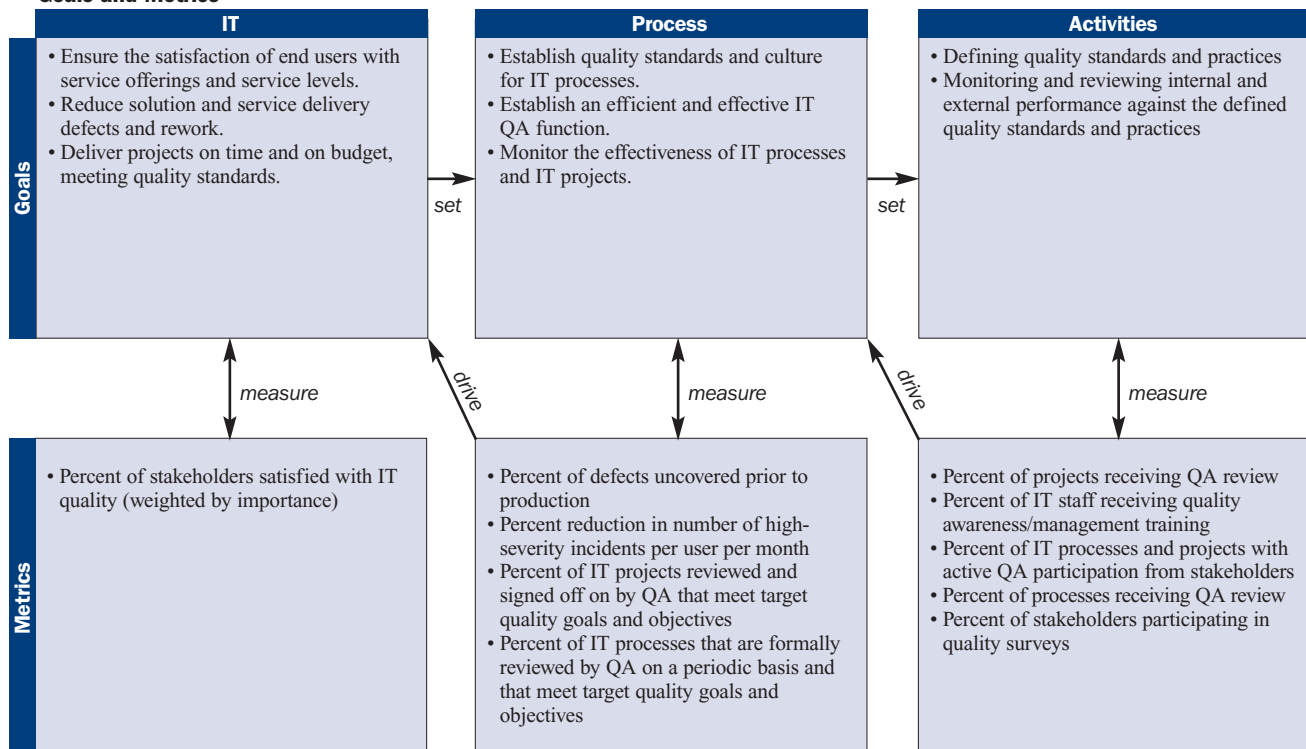 Goals and Metrics
IT
Process
Activities
Goals
• Ensure the satisfaction of end users with
service offerings and service levels.
• Reduce solution and service delivery
defects and rework.
• Deliver projects on time and on budget,
meeting quality standards.
set
• Establish quality standards and culture
for IT processes.
• Establish an efficient and effective IT
QA function.
• Monitor the effectiveness of IT processes
and IT projects.
set
• Defining quality standards and practices
• Monitoring and reviewing internal and
external performance against the defined
quality standards and practices
measure
drive
measure
drive
measure
Metrics
• Percent of stakeholders satisfied with IT
quality (weighted by importance)
• Percent of defects uncovered prior to
production
• Percent reduction in number of high-
severity incidents per user per month
• Percent of IT projects reviewed and
signed off on by QA that meet target
quality goals and objectives
• Percent of IT processes that are formally
reviewed by QA on a periodic basis and
that meet target quality goals and
objectives
• Percent of projects receiving QA review
• Percent of IT staff receiving quality
awareness/management training
• Percent of IT processes and projects with
active QA participation from stakeholders
• Percent of processes receiving QA review
• Percent of stakeholders participating in
quality surveys